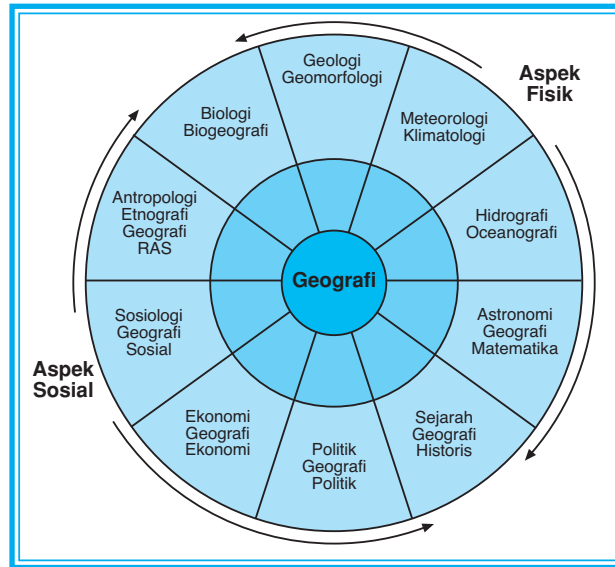 Geologi
Geomorfologi
Aspek
Fisik
Meteorologi
Klimatologi
Hidrografi
Oceanografi
Astronomi
Geografi
Matematika
Sejarah
Geografi
Historis
Politik
Geografi
Politik
Ekonomi
Geografi
Ekonomi
Aspek
Sosial
Sosiologi
Geografi
Sosial
Antropologi
Etnografi
Geografi
RAS
Biologi
Biogeografi
Geografi